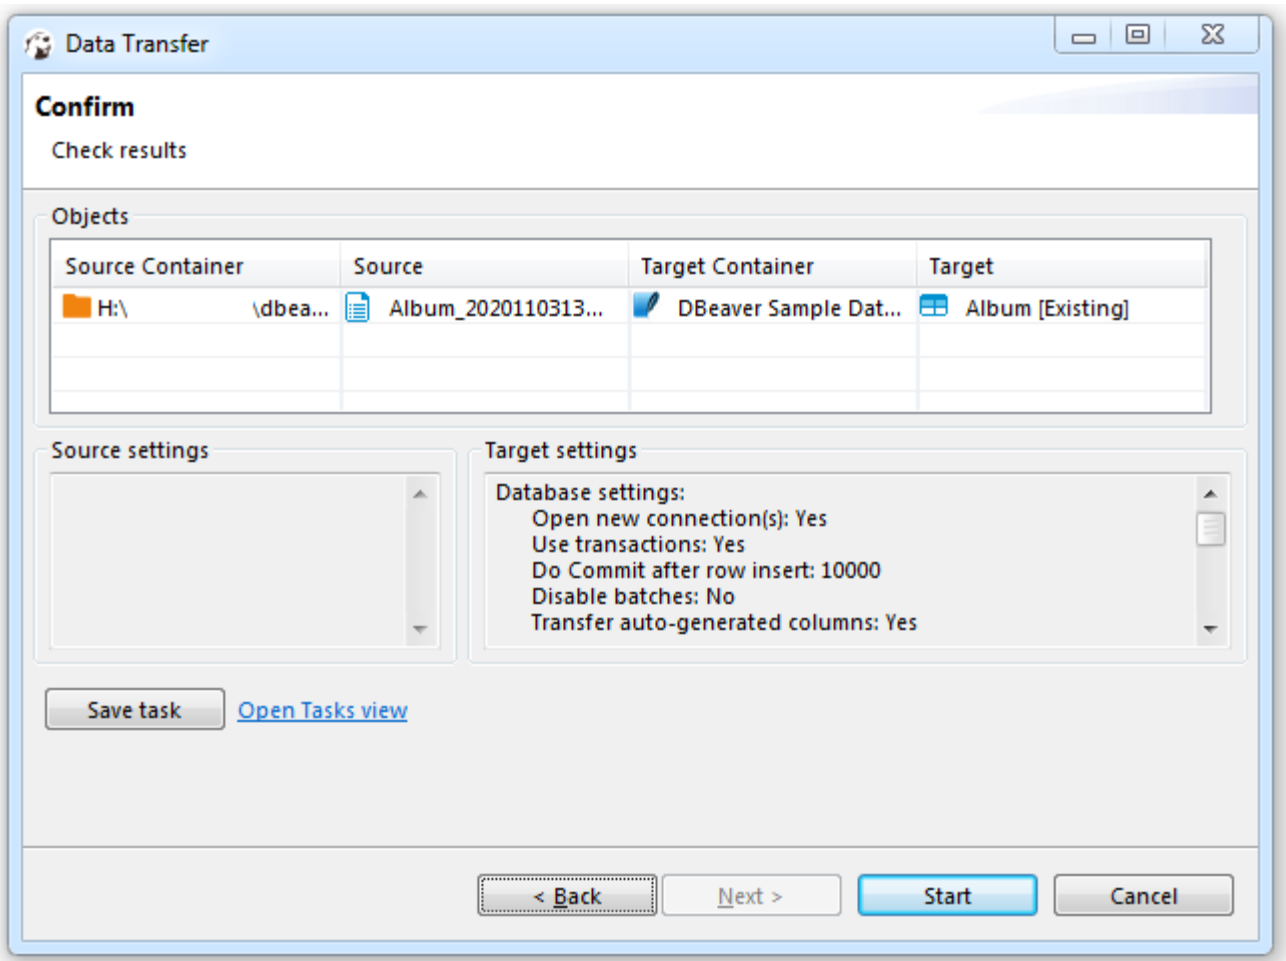 Data Transfer
Confirm
Check results
Objects
Source Container Source Target Container Target
H:\ \dbea... Album_2020110313... DBeaver Sample Dat... Album [Existing]
Source settings
Target settings
Database settings:
Open new connection(s): Yes
Use transactions: Yes
Do Commit after row insert: 10000
Disable batches: No
Transfer auto-generated columns: Yes
Save task Open Tasks view
< Back Next > Start Cancel